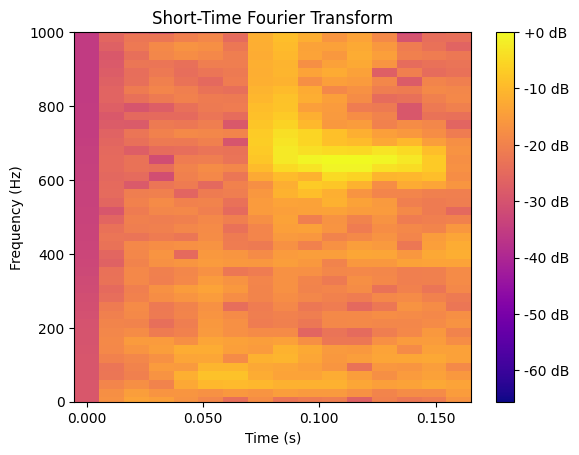 Short-Time Fourier Transform
1000
800
600
400
200
0
Frequency (Hz)
0.000
0.050
0.100
0.150
Time (s)
+0 dB
-10 dB
-20 dB
-30 dB
-40 dB
-50 dB
-60 dB